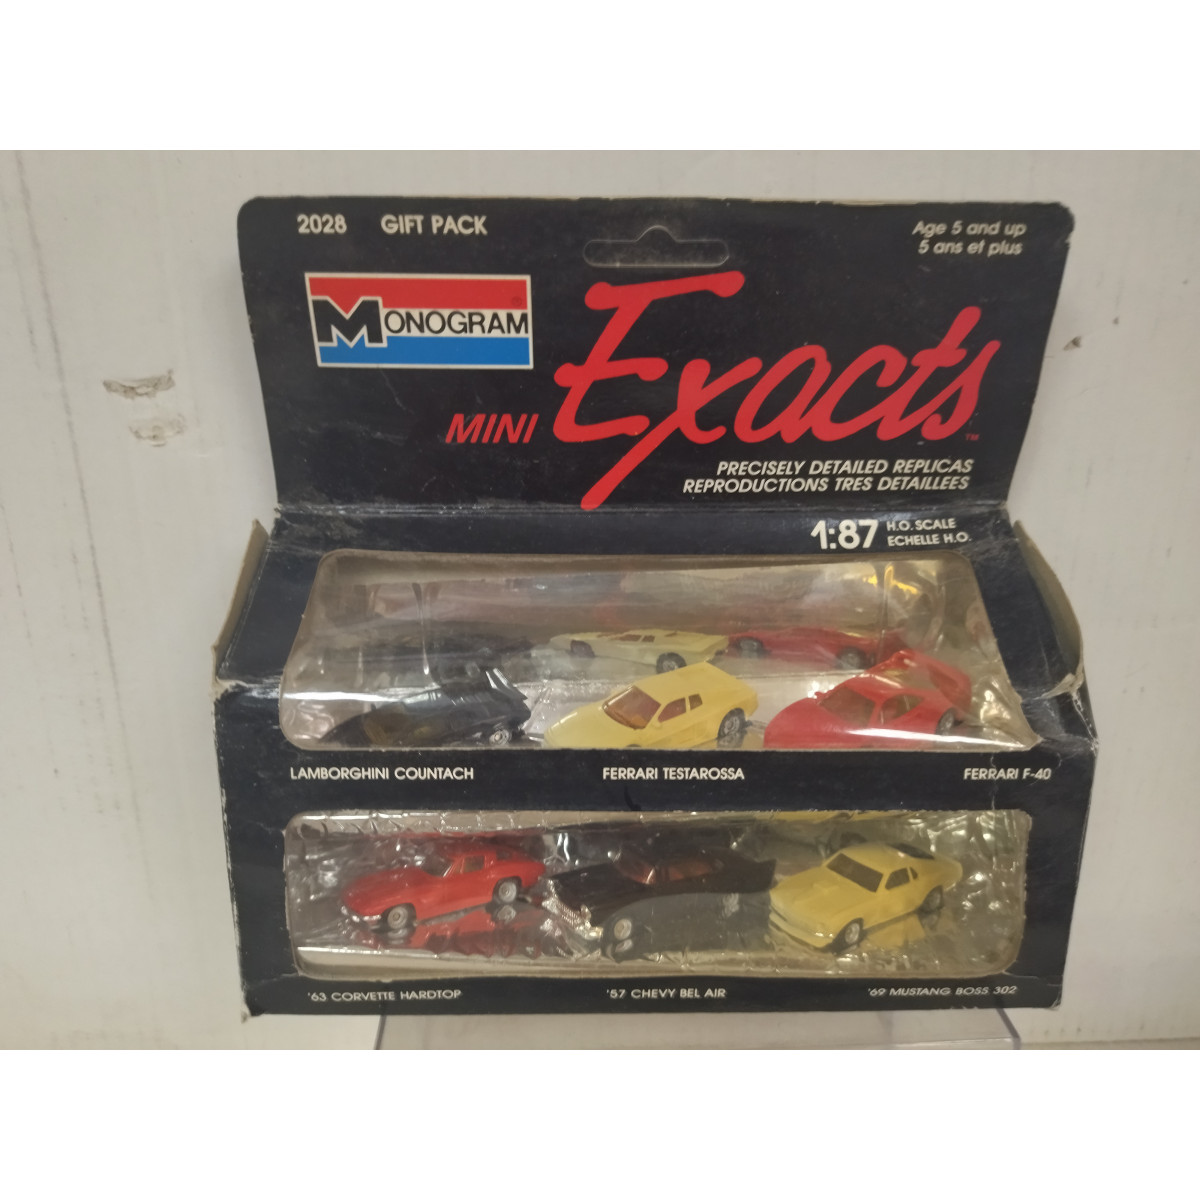 2028 GIFT PACK
Age 5 and up
5 ans et plus
MONOGRAM
MINI Exacts™
PRECISELY DETAILED REPLICAS
REPRODUCTIONS TRES DETAILLEES
1:87 H.O. SCALE
ECHELLE H.O.
LAMBORGHINI COUNTACH FERRARI TESTAROSSA FERRARI F-40
'63 CORVETTE HARDTOP '57 CHEVY BEL AIR '69 MUSTANG BOSS 302